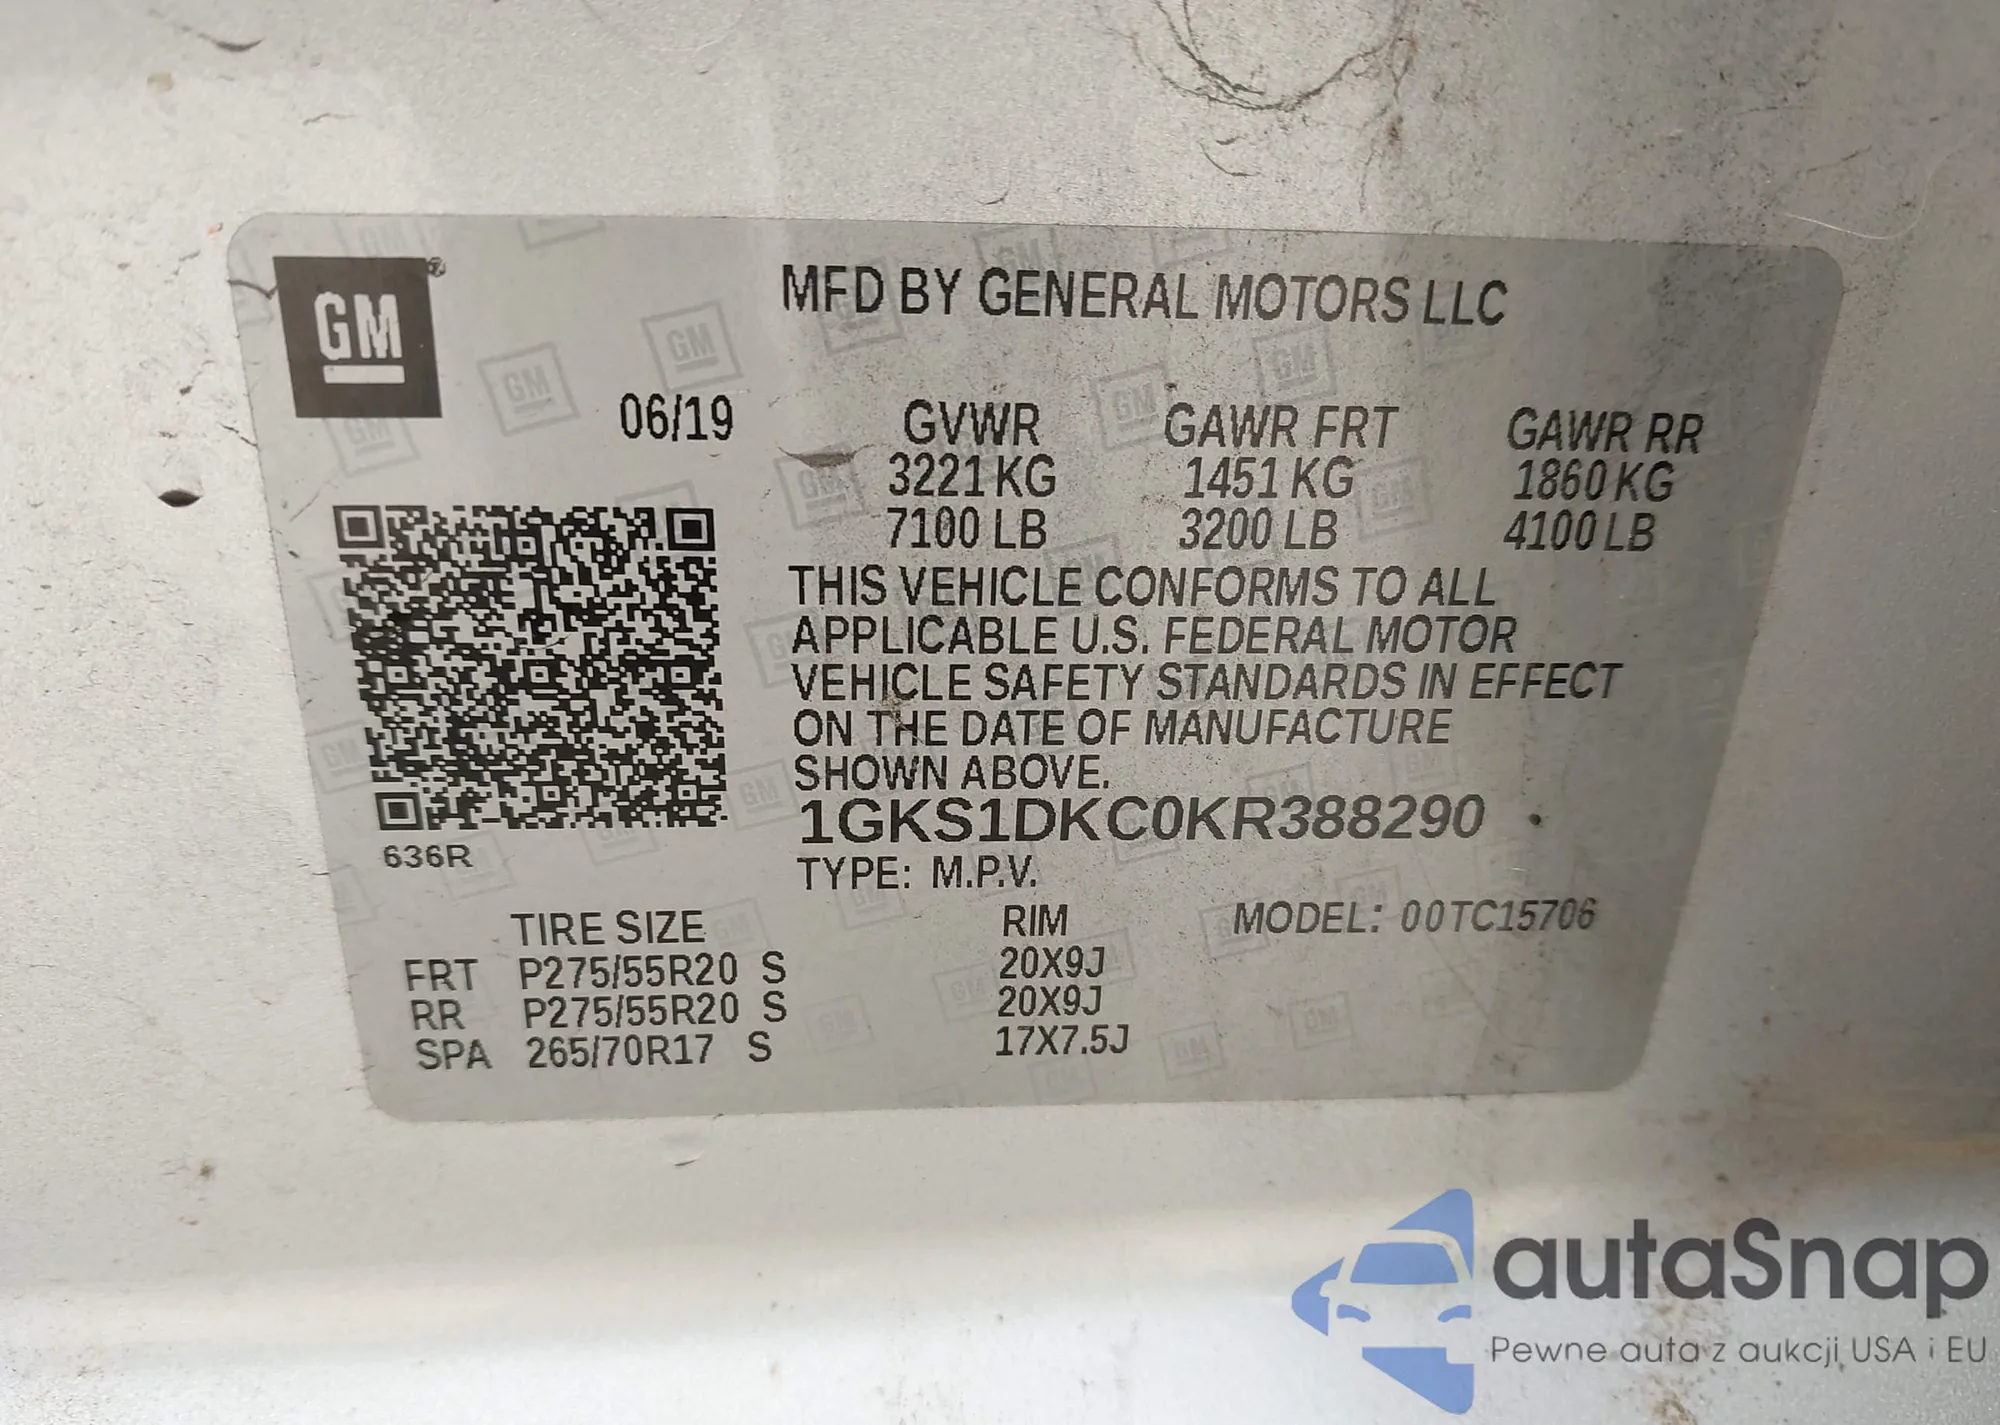 GM
MFD BY GENERAL MOTORS LLC
06/19
GVWR GAWR FRT GAWR RR
3221 KG 1451 KG 1860 KG
7100 LB 3200 LB 4100 LB
THIS VEHICLE CONFORMS TO ALL
APPLICABLE U.S. FEDERAL MOTOR
VEHICLE SAFETY STANDARDS IN EFFECT
ON THE DATE OF MANUFACTURE
SHOWN ABOVE.
1GKS1DKC0KR388290
636R
TYPE: M.P.V.
TIRE SIZE RIM MODEL: 00TC15706
FRT P275/55R20 S 20X9J
RR P275/55R20 S 20X9J
SPA 265/70R17 S 17X7.5J
autaSnap
Pewne auta z aukcji USA i EU